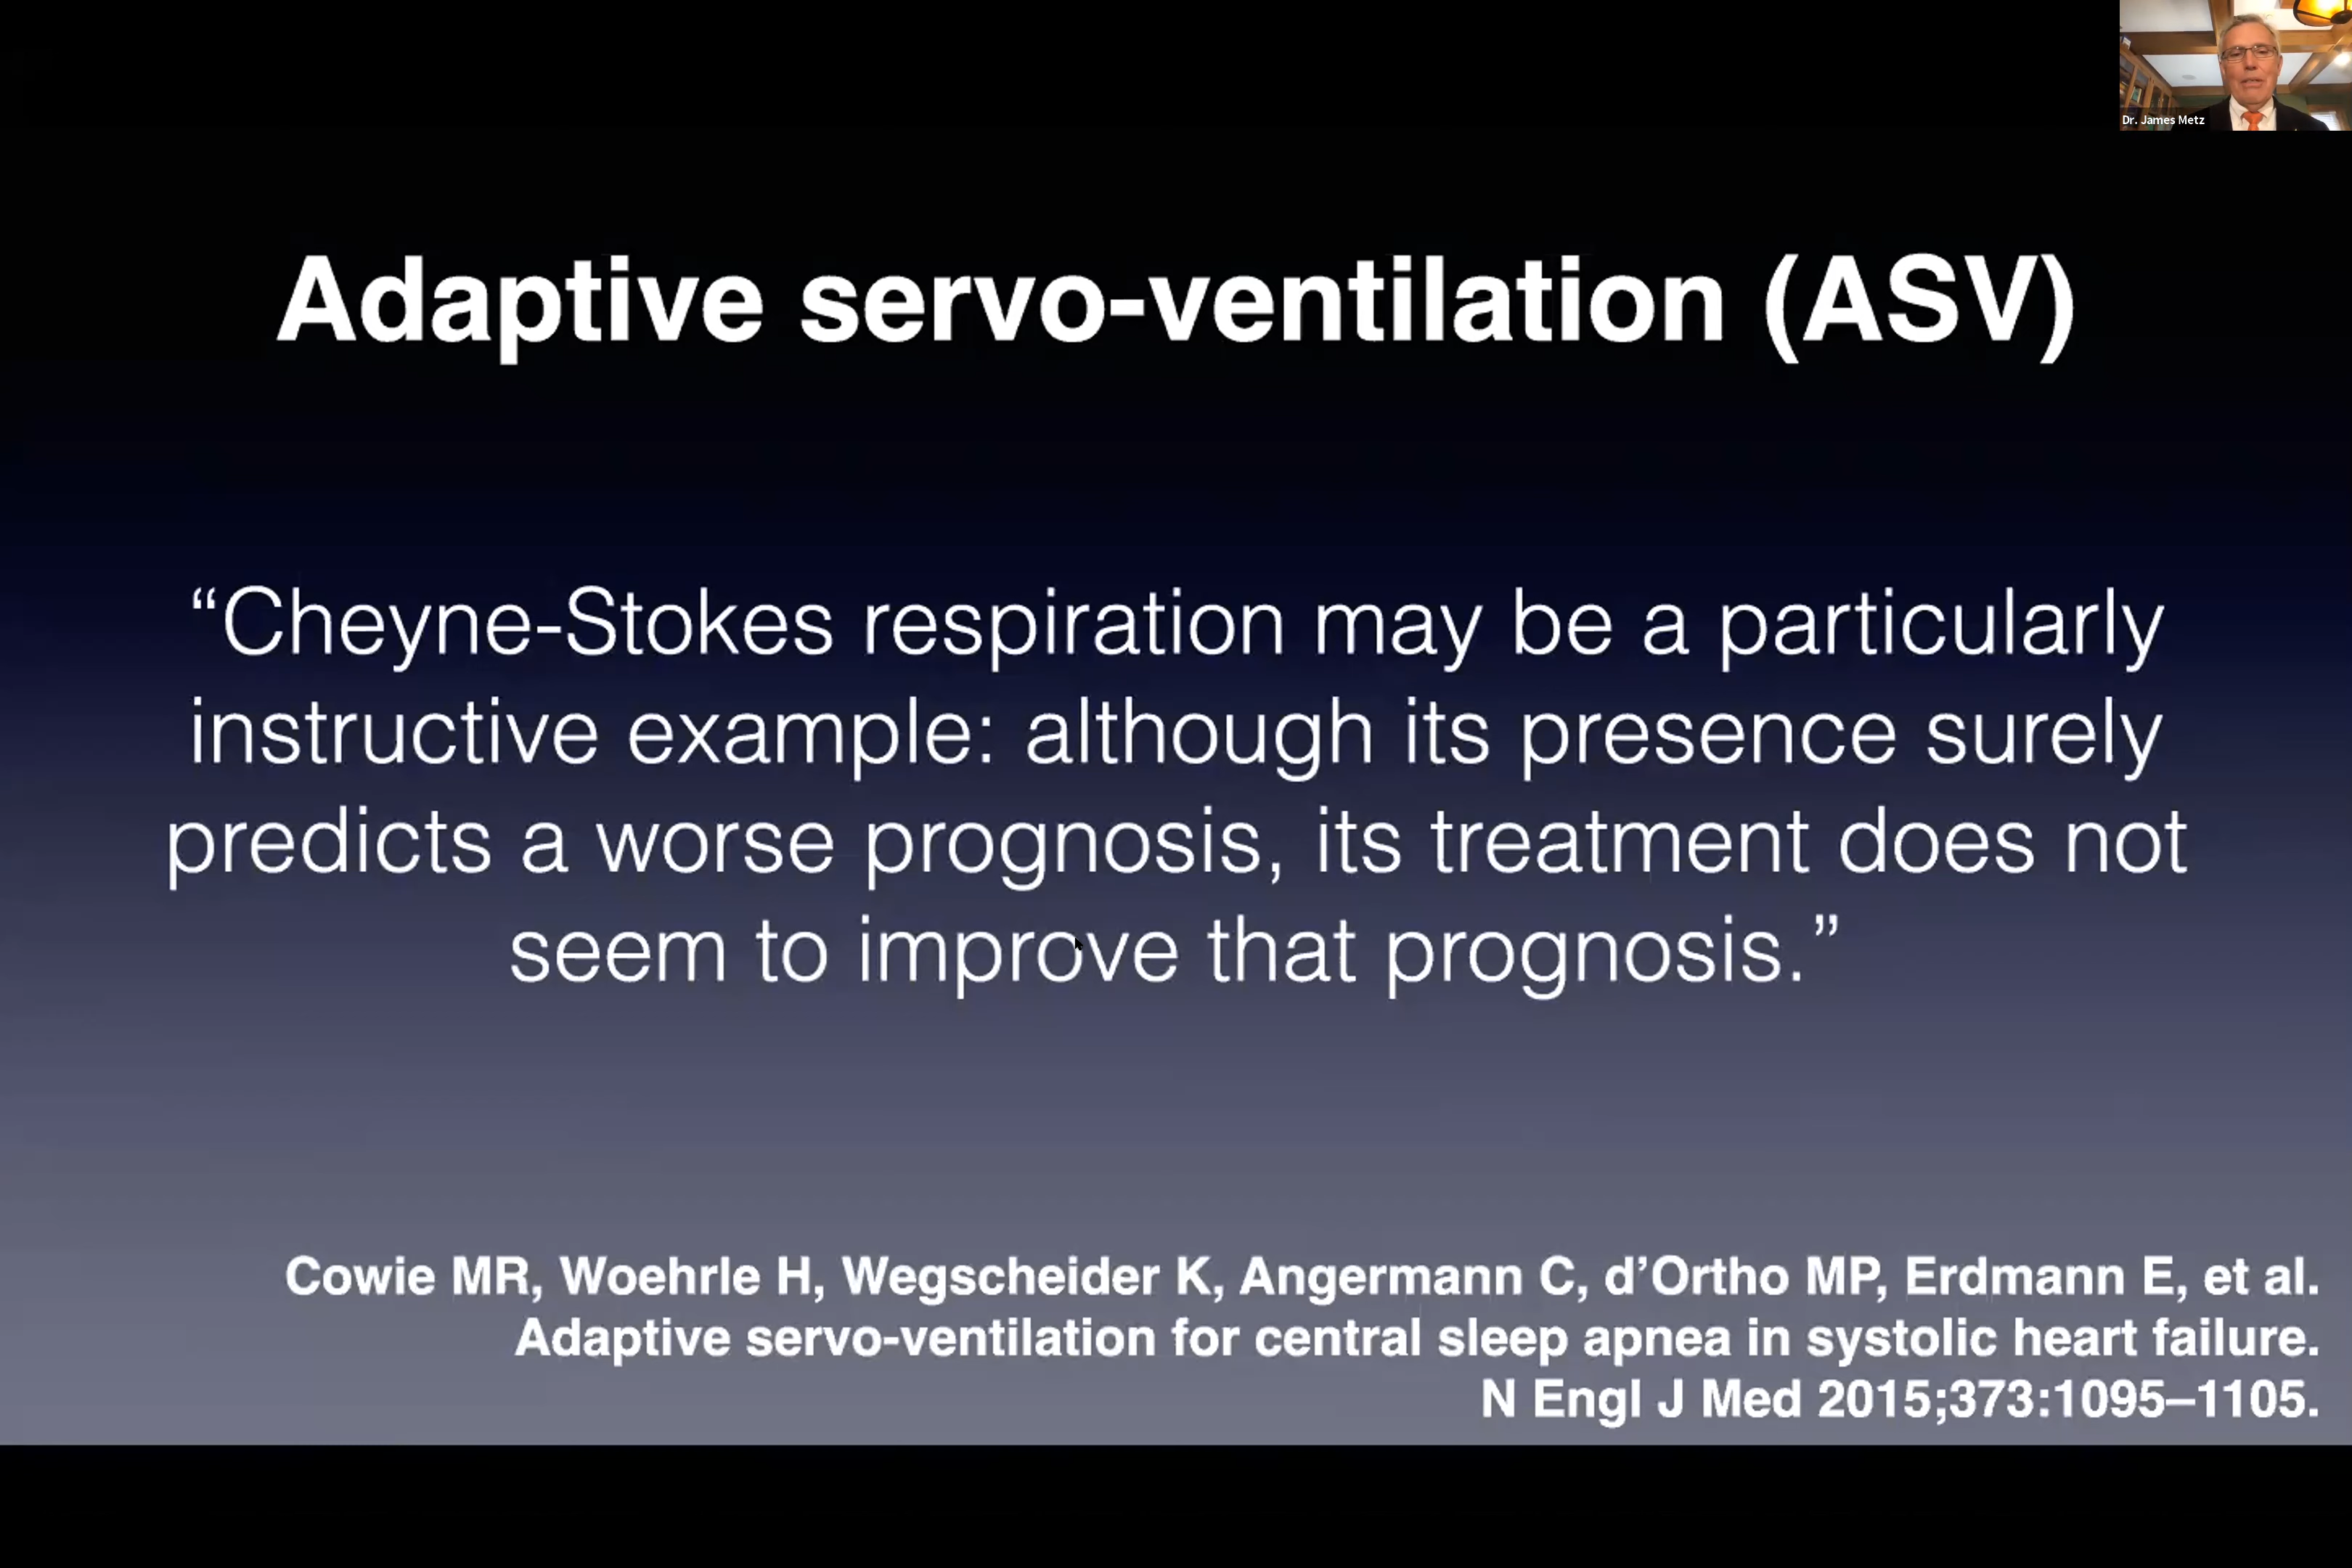 Dr. James Metz
Adaptive servo-ventilation (ASV)
“Cheyne-Stokes respiration may be a particularly
instructive example: although its presence surely
predicts a worse prognosis, its treatment does not
seem to improve that prognosis.”
Cowie MR, Woehrle H, Wegscheider K, Angermann C, d’Ortho MP, Erdmann E, et al.
Adaptive servo-ventilation for central sleep apnea in systolic heart failure.
N Engl J Med 2015;373:1095–1105.